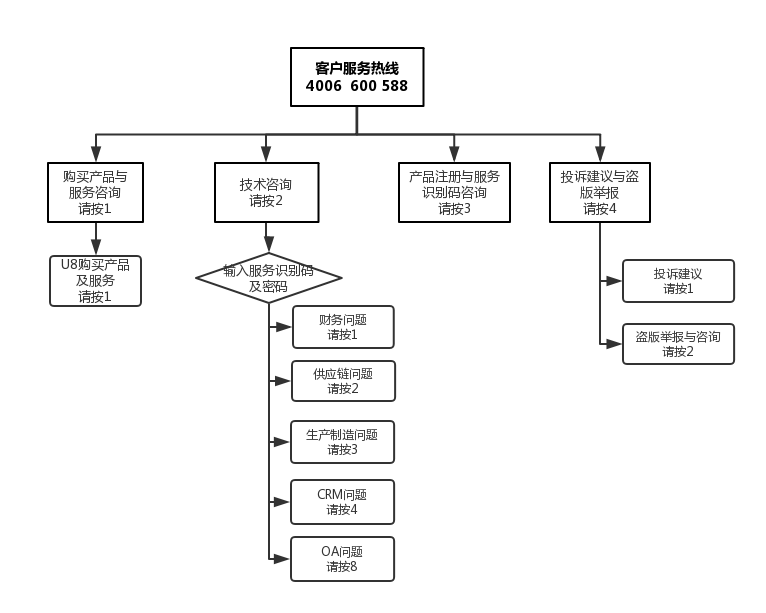 客户服务热线
4006 600 588
购买产品与
服务咨询
请按1
技术咨询
请按2
产品注册与服务
识别码咨询
请按3
投诉建议与盗
版举报
请按4
U8购买产品
及服务
请按1
输入服务识别码
及密码
财务问题
请按1
供应链问题
请按2
生产制造问题
请按3
CRM问题
请按4
OA问题
请按8
投诉建议
请按1
盗版举报与咨询
请按2